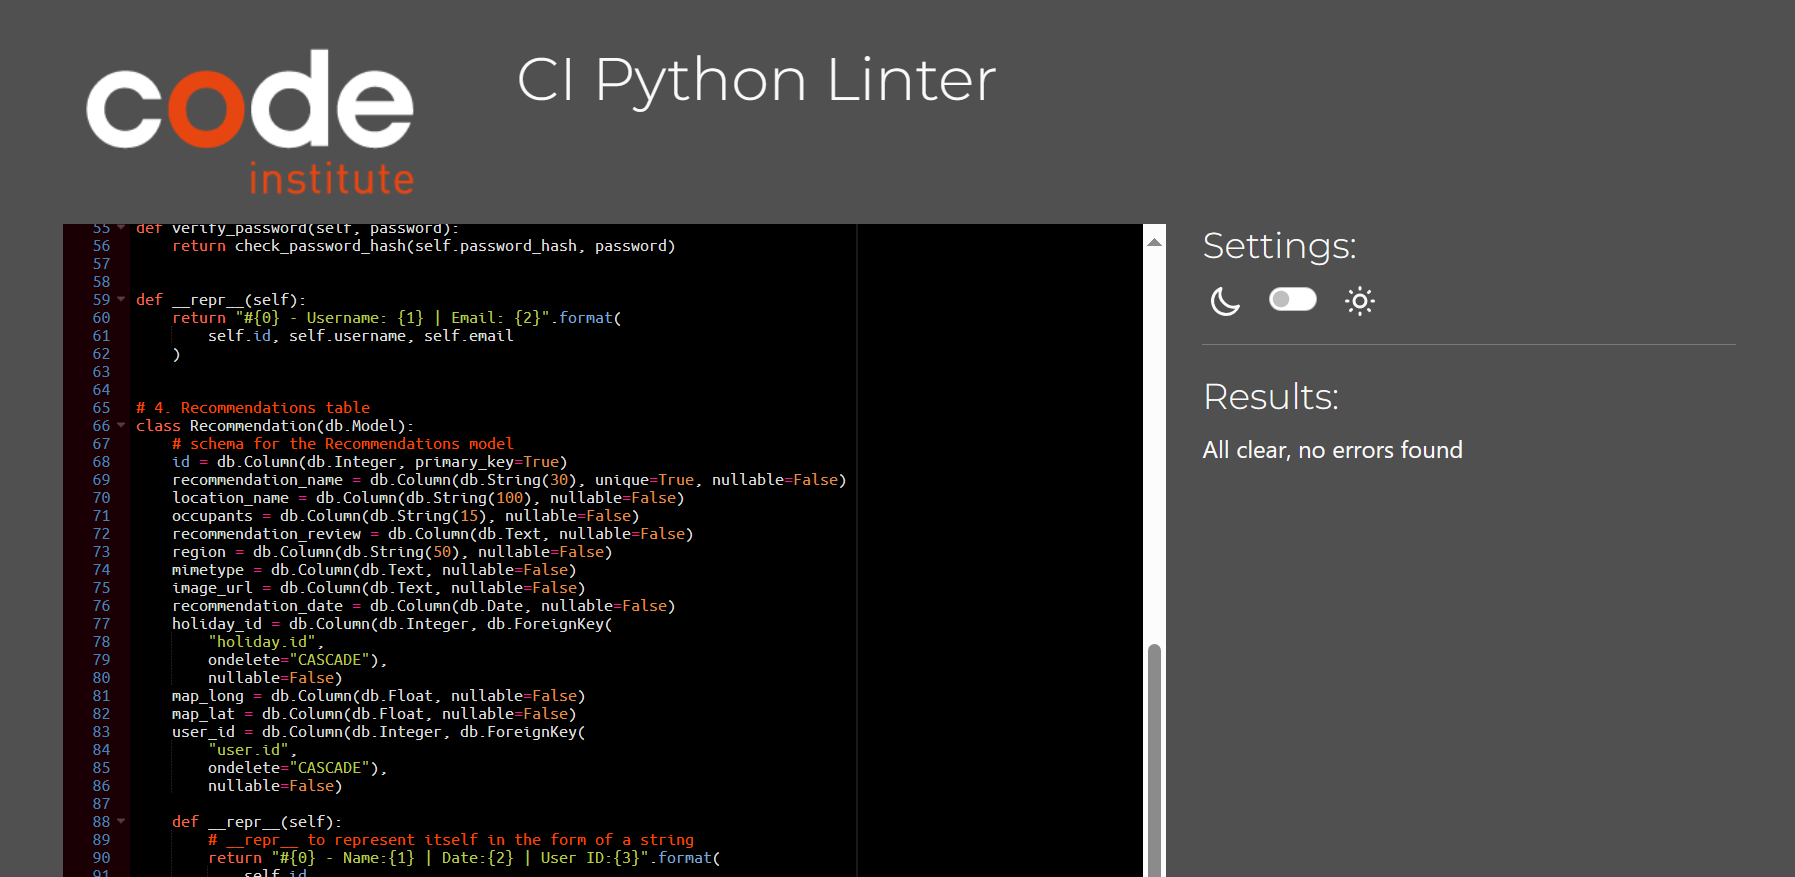 code
institute
CI Python Linter
55 def verify_password(self, password):
56 return check_password_hash(self.password_hash, password)
57
58
59 def __repr__(self):
60 return "#{0} - Username: {1} | Email: {2}".format(
61 self.id, self.username, self.email
62 )
63
64
65 # 4. Recommendations table
66 class Recommendation(db.Model):
67 # schema for the Recommendations model
68 id = db.Column(db.Integer, primary_key=True)
69 recommendation_name = db.Column(db.String(30), unique=True, nullable=False)
70 location_name = db.Column(db.String(100), nullable=False)
71 occupants = db.Column(db.String(15), nullable=False)
72 recommendation_review = db.Column(db.Text, nullable=False)
73 region = db.Column(db.String(50), nullable=False)
74 mimetype = db.Column(db.Text, nullable=False)
75 image_url = db.Column(db.Text, nullable=False)
76 recommendation_date = db.Column(db.Date, nullable=False)
77 holiday_id = db.Column(db.Integer, db.ForeignKey(
78 "holiday.id",
79 ondelete="CASCADE"),
80 nullable=False)
81 map_long = db.Column(db.Float, nullable=False)
82 map_lat = db.Column(db.Float, nullable=False)
83 user_id = db.Column(db.Integer, db.ForeignKey(
84 "user.id",
85 ondelete="CASCADE"),
86 nullable=False)
87
88 def __repr__(self):
89 # __repr__ to represent itself in the form of a string
90 return "#{0} - Name:{1} | Date:{2} | User ID:{3}".format(
91 self.id
Settings:
Results:
All clear, no errors found